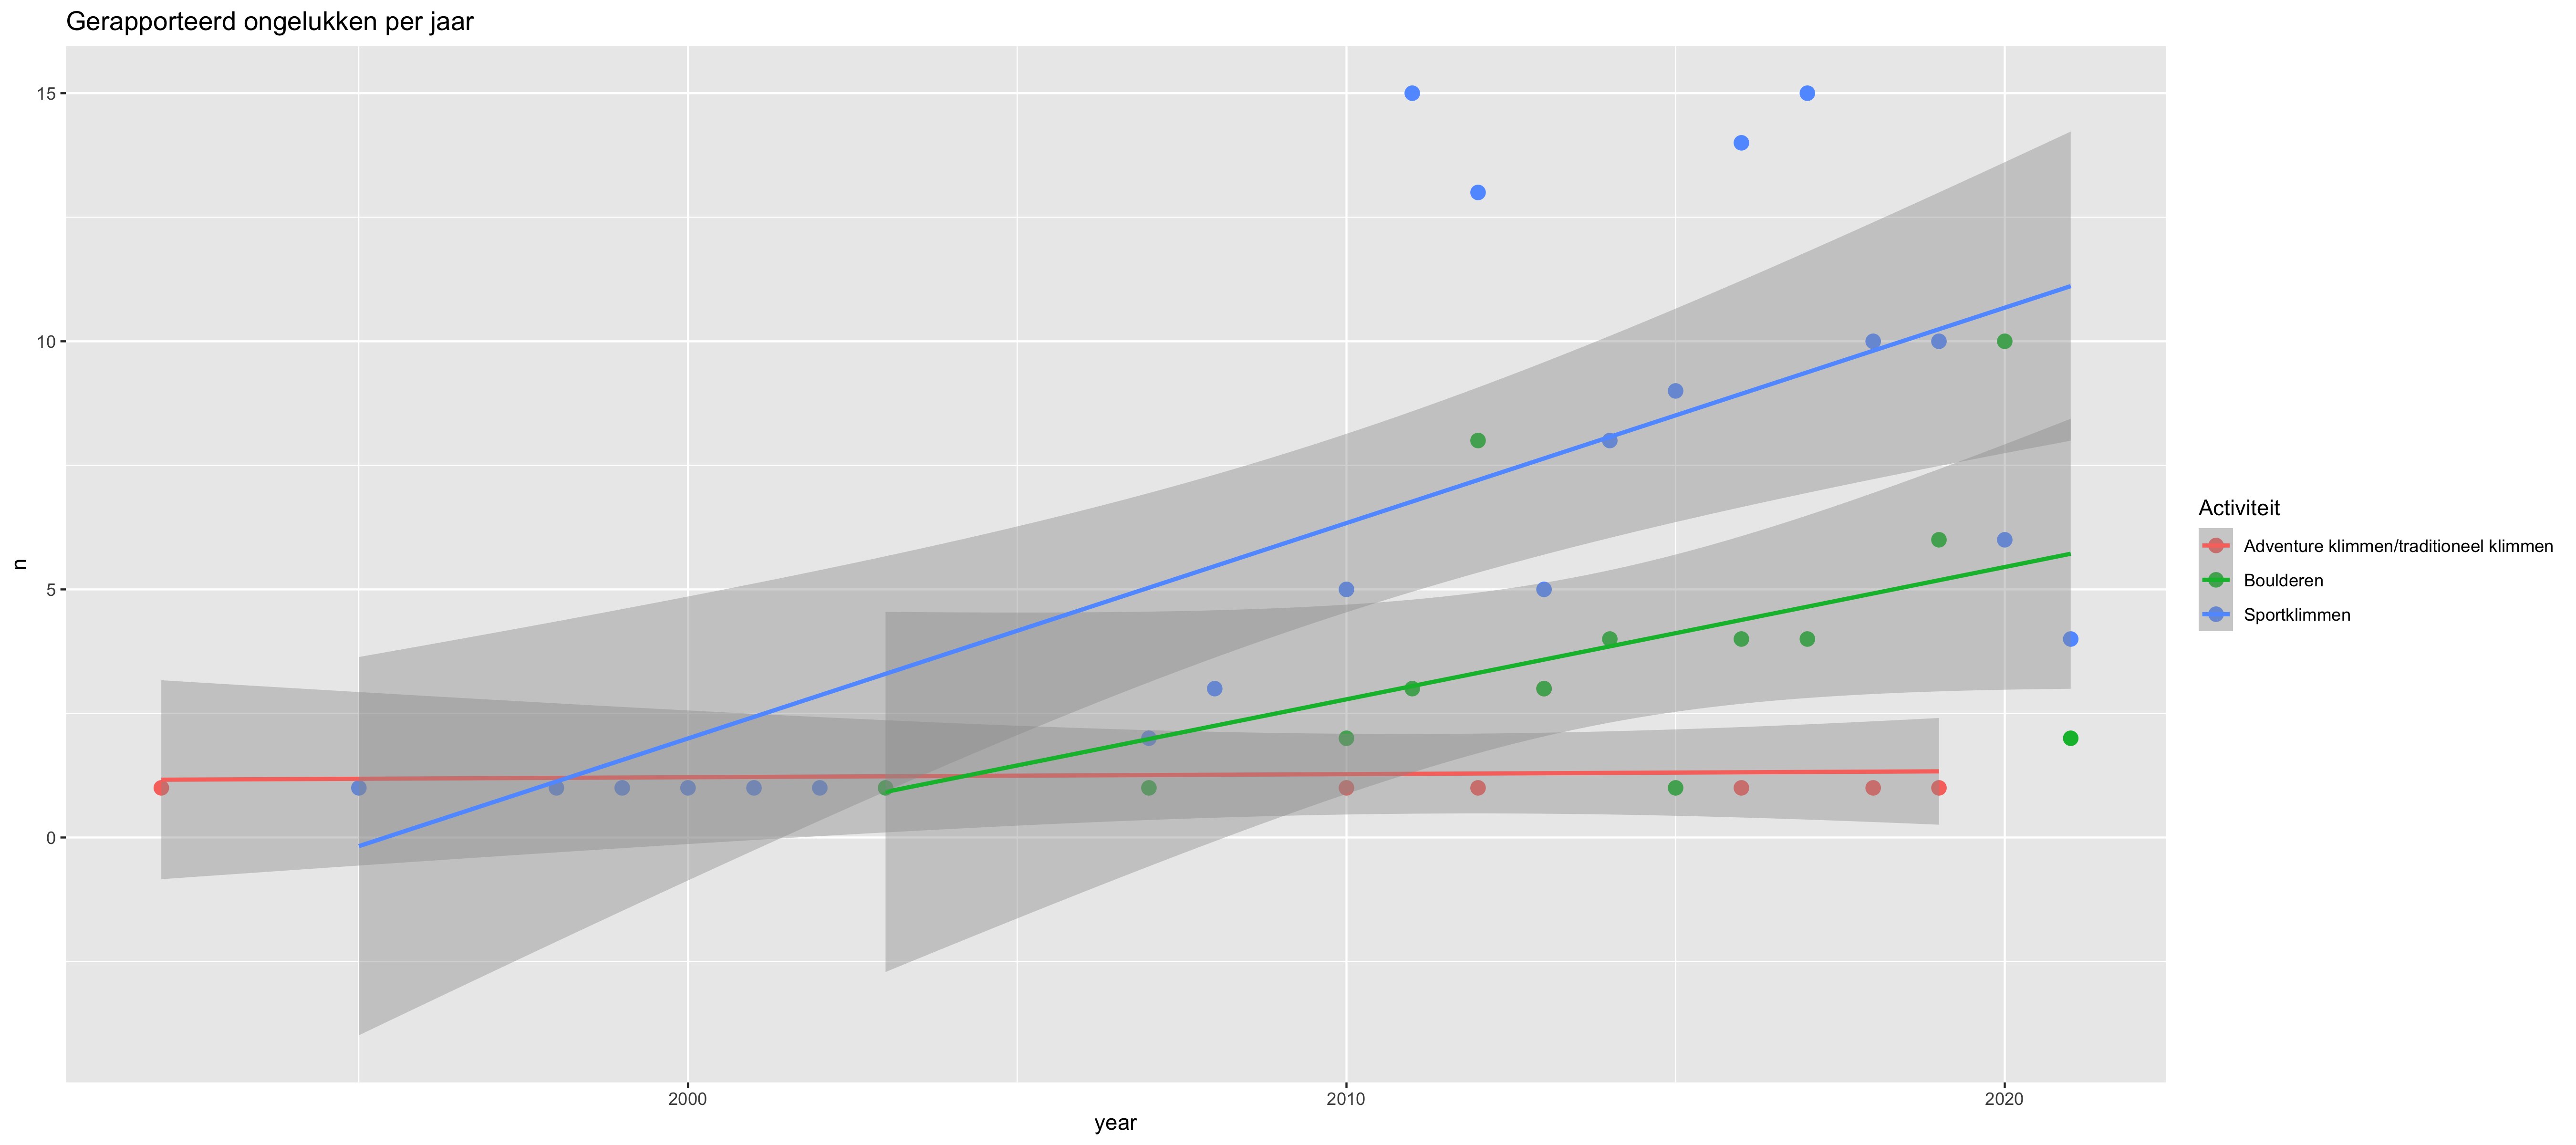 Gerapporteerd ongelukken per jaar
15
10
5
0
n
2000
2010
2020
year
Activiteit
Adventure klimmen/traditioneel klimmen
Boulderen
Sportklimmen